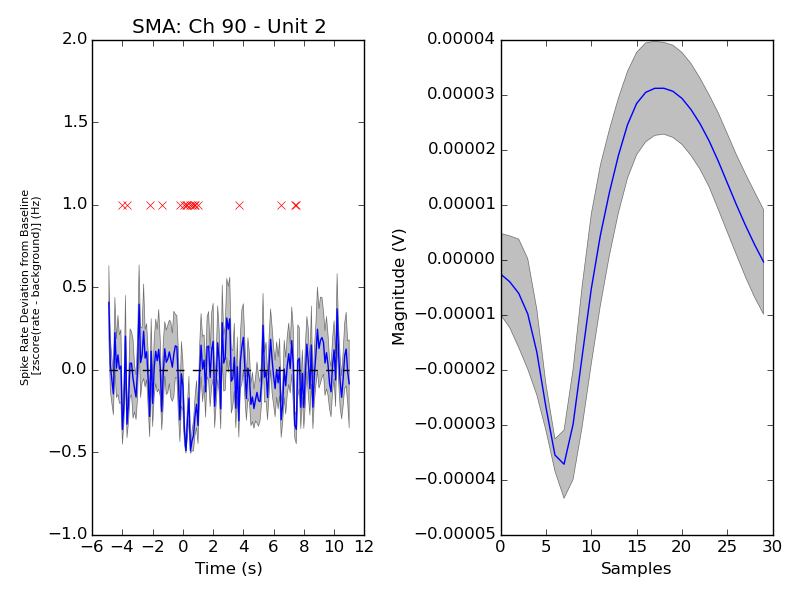 SMA: Ch 90 - Unit 2
2.0
1.5
1.0
0.5
0.0
−0.5
−1.0
−6 −4 −2 0 2 4 6 8 10 12
Time (s)
Spike Rate Deviation from Baseline
[zscore(rate - background)] (Hz)
0.00004
0.00003
0.00002
0.00001
0.00000
−0.00001
−0.00002
−0.00003
−0.00004
−0.00005
0 5 10 15 20 25 30
Samples
Magnitude (V)